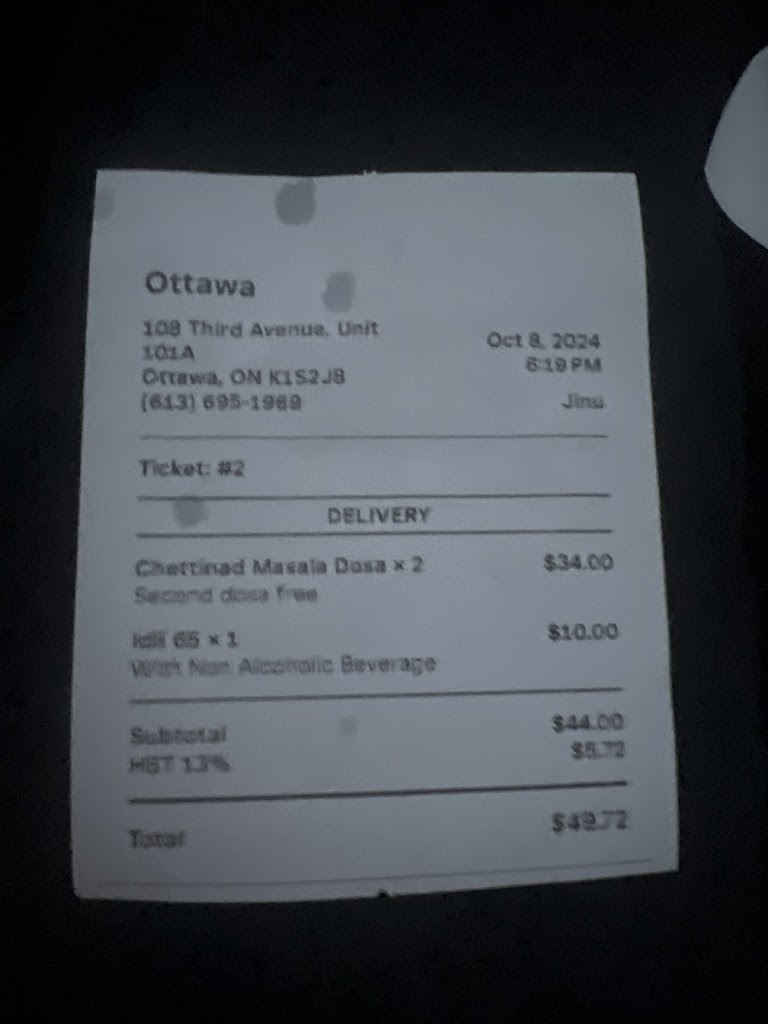 Ottawa
108 Third Avenue, Unit
101A
Ottawa, ON K1S2J8
(613) 695-1969
Oct 8, 2024
6:19 PM
Jinu
Ticket: #2
DELIVERY
Chettinad Masala Dosa × 2 $34.00
Second dosa free
Idli 65 × 1 $10.00
With Non Alcoholic Beverage
Subtotal $44.00
HST 13% $5.72
Total $49.72